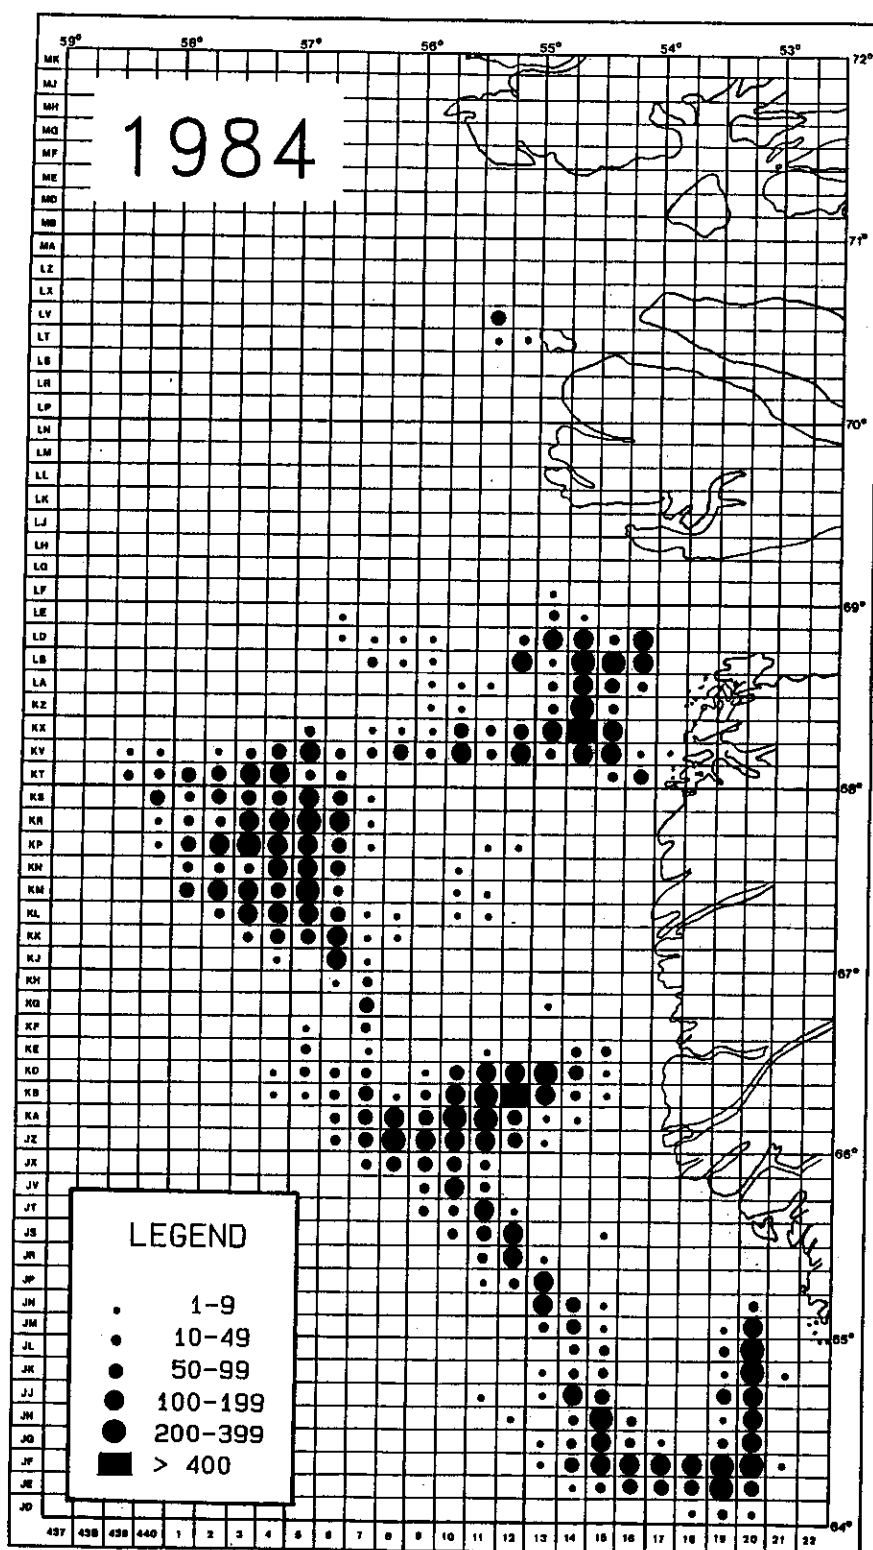 59° 58° 57° 56° 55° 54° 53°
MK 72°
MJ
MH
MG
MF
ME
MD
MB
MA 71°
LZ
LX
LV
LT
LS
LR
LP
LN 70°
LM
LL
LK
LJ
LH
LG
LF
LE 69°
LD
LB
LA
KZ
KX
KV
KT
KS 68°
KR
KP
KN
KM
KL
KK
KJ
KH 67°
KG
KF
KE
KD
KB
KA
JZ
JX 66°
JV
JT
JS
JR
JP
JN
JM
JL 65°
JK
JJ
JH
JG
JF
JE
JD
64°
437 438 439 440 1 2 3 4 5 6 7 8 9 10 11 12 13 14 15 16 17 18 19 20 21 22
1984
LEGEND
1-9
10-49
50-99
100-199
200-399
> 400